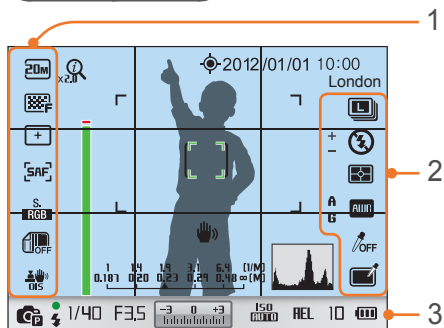 1
20M
x2.0
2012/01/01 10:00
London
F
L
+
−
+
SAF
2
S.
RGB
A
G
AWB
OFF
OFF
OIS
1 1.4 1.9 3.1 6.4 (1/M)
0.187 0.20 0.23 0.29 0.48 ∞ (M)
P
1/40
F3.5
−3 0 +3
ISO
AUTO
AEL
10
3